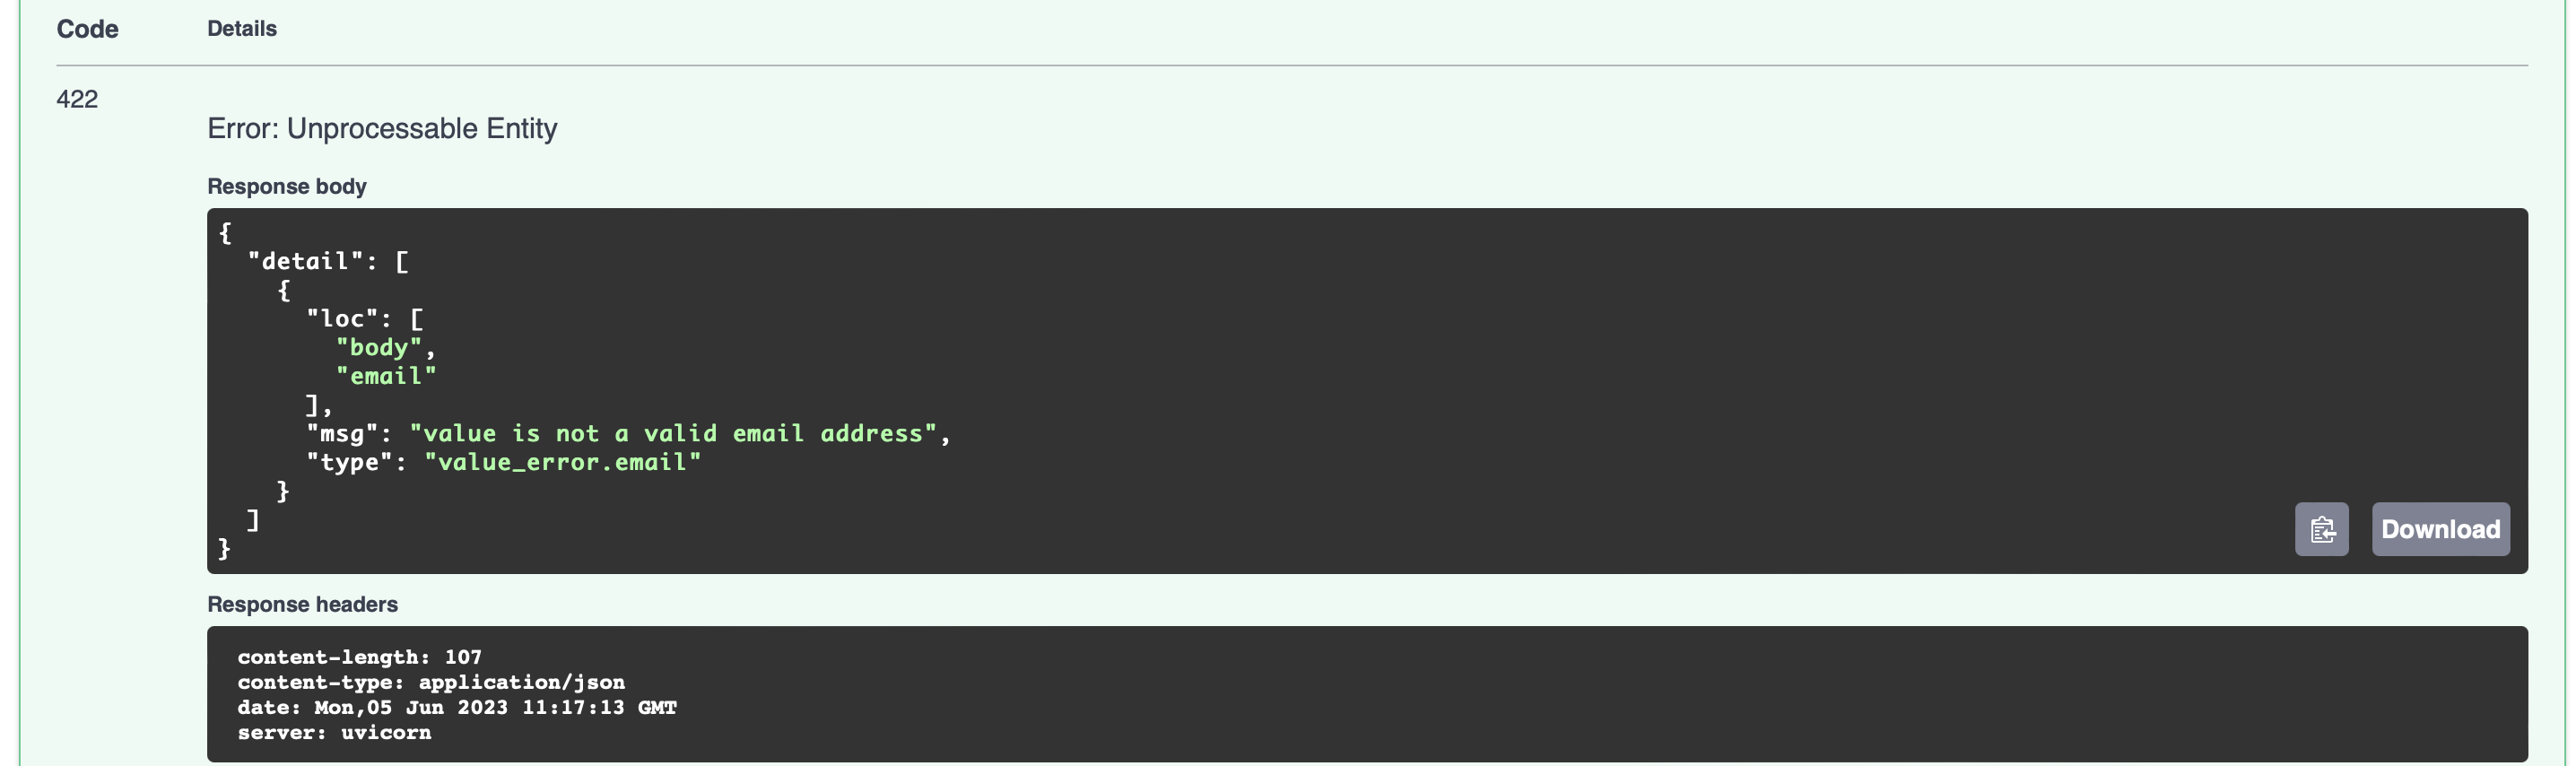 Code Details
422
Error: Unprocessable Entity
Response body
{
  "detail": [
    {
      "loc": [
        "body",
        "email"
      ],
      "msg": "value is not a valid email address",
      "type": "value_error.email"
    }
  ]
}
Download
Response headers
content-length: 107
content-type: application/json
date: Mon,05 Jun 2023 11:17:13 GMT
server: uvicorn